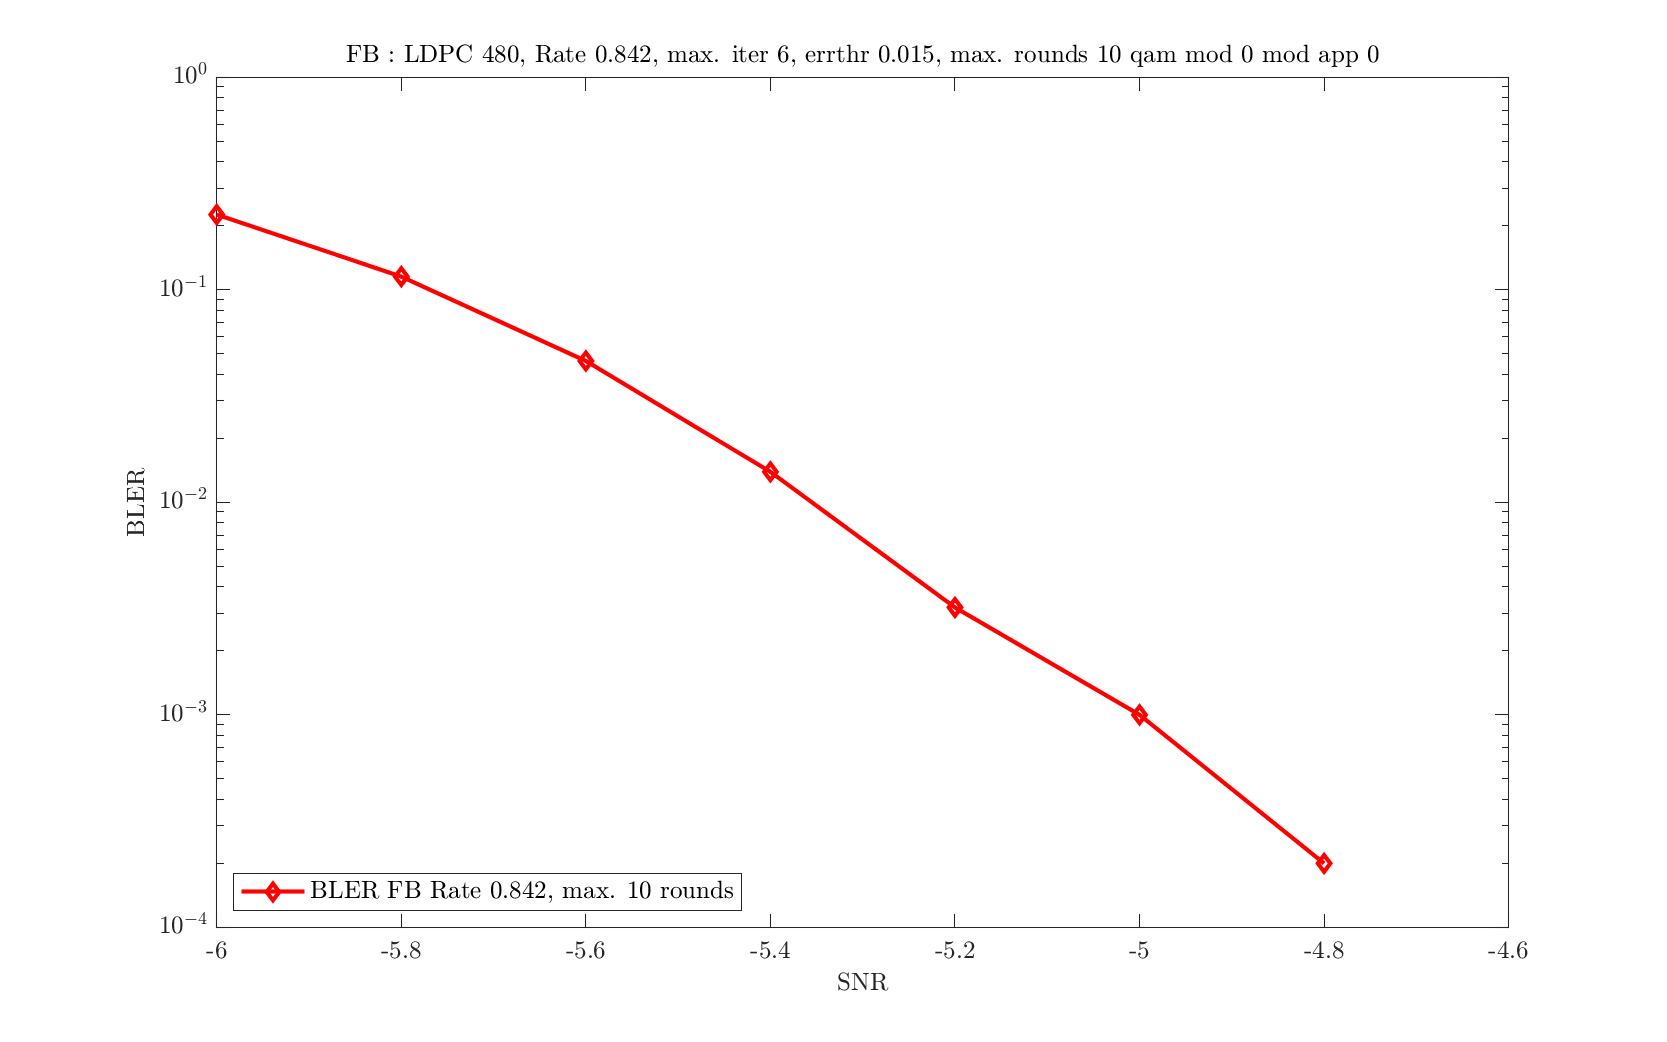 FB : LDPC 480, Rate 0.842, max. iter 6, errthr 0.015, max. rounds 10 qam mod 0 mod app 0
10^0
10^-1
10^-2
10^-3
10^-4
BLER
BLER FB Rate 0.842, max. 10 rounds
-6 -5.8 -5.6 -5.4 -5.2 -5 -4.8 -4.6
SNR